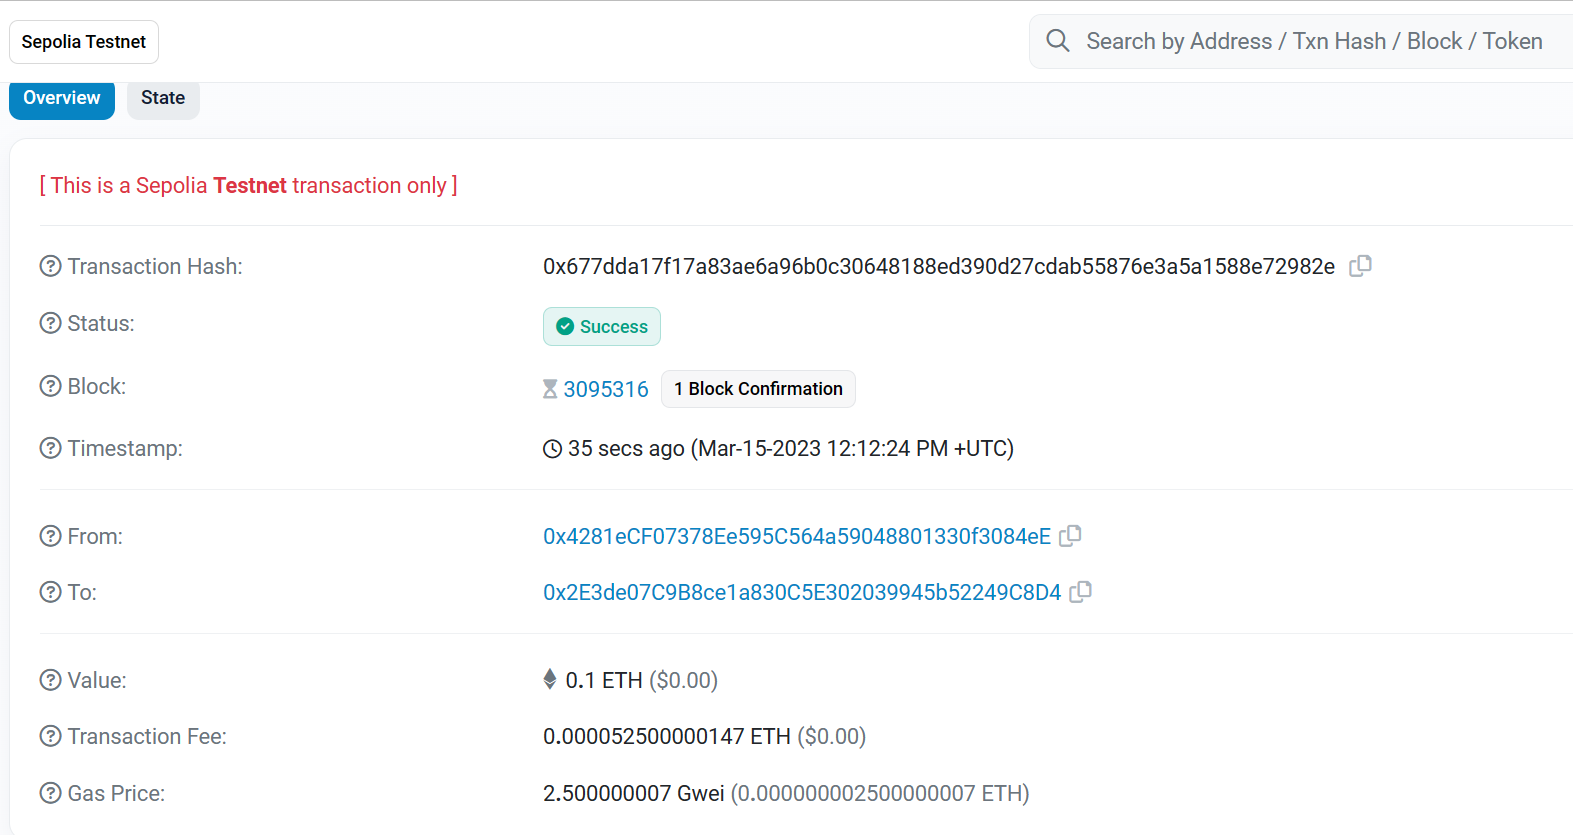 Sepolia Testnet
Search by Address / Txn Hash / Block / Token
Overview State
[ This is a Sepolia Testnet transaction only ]
Transaction Hash: 0x677dda17f17a83ae6a96b0c30648188ed390d27cdab55876e3a5a1588e72982e
Status: Success
Block: 3095316 1 Block Confirmation
Timestamp: 35 secs ago (Mar-15-2023 12:12:24 PM +UTC)
From: 0x4281eCF07378Ee595C564a59048801330f3084eE
To: 0x2E3de07C9B8ce1a830C5E302039945b52249C8D4
Value: 0.1 ETH ($0.00)
Transaction Fee: 0.000052500000147 ETH ($0.00)
Gas Price: 2.500000007 Gwei (0.000000002500000007 ETH)